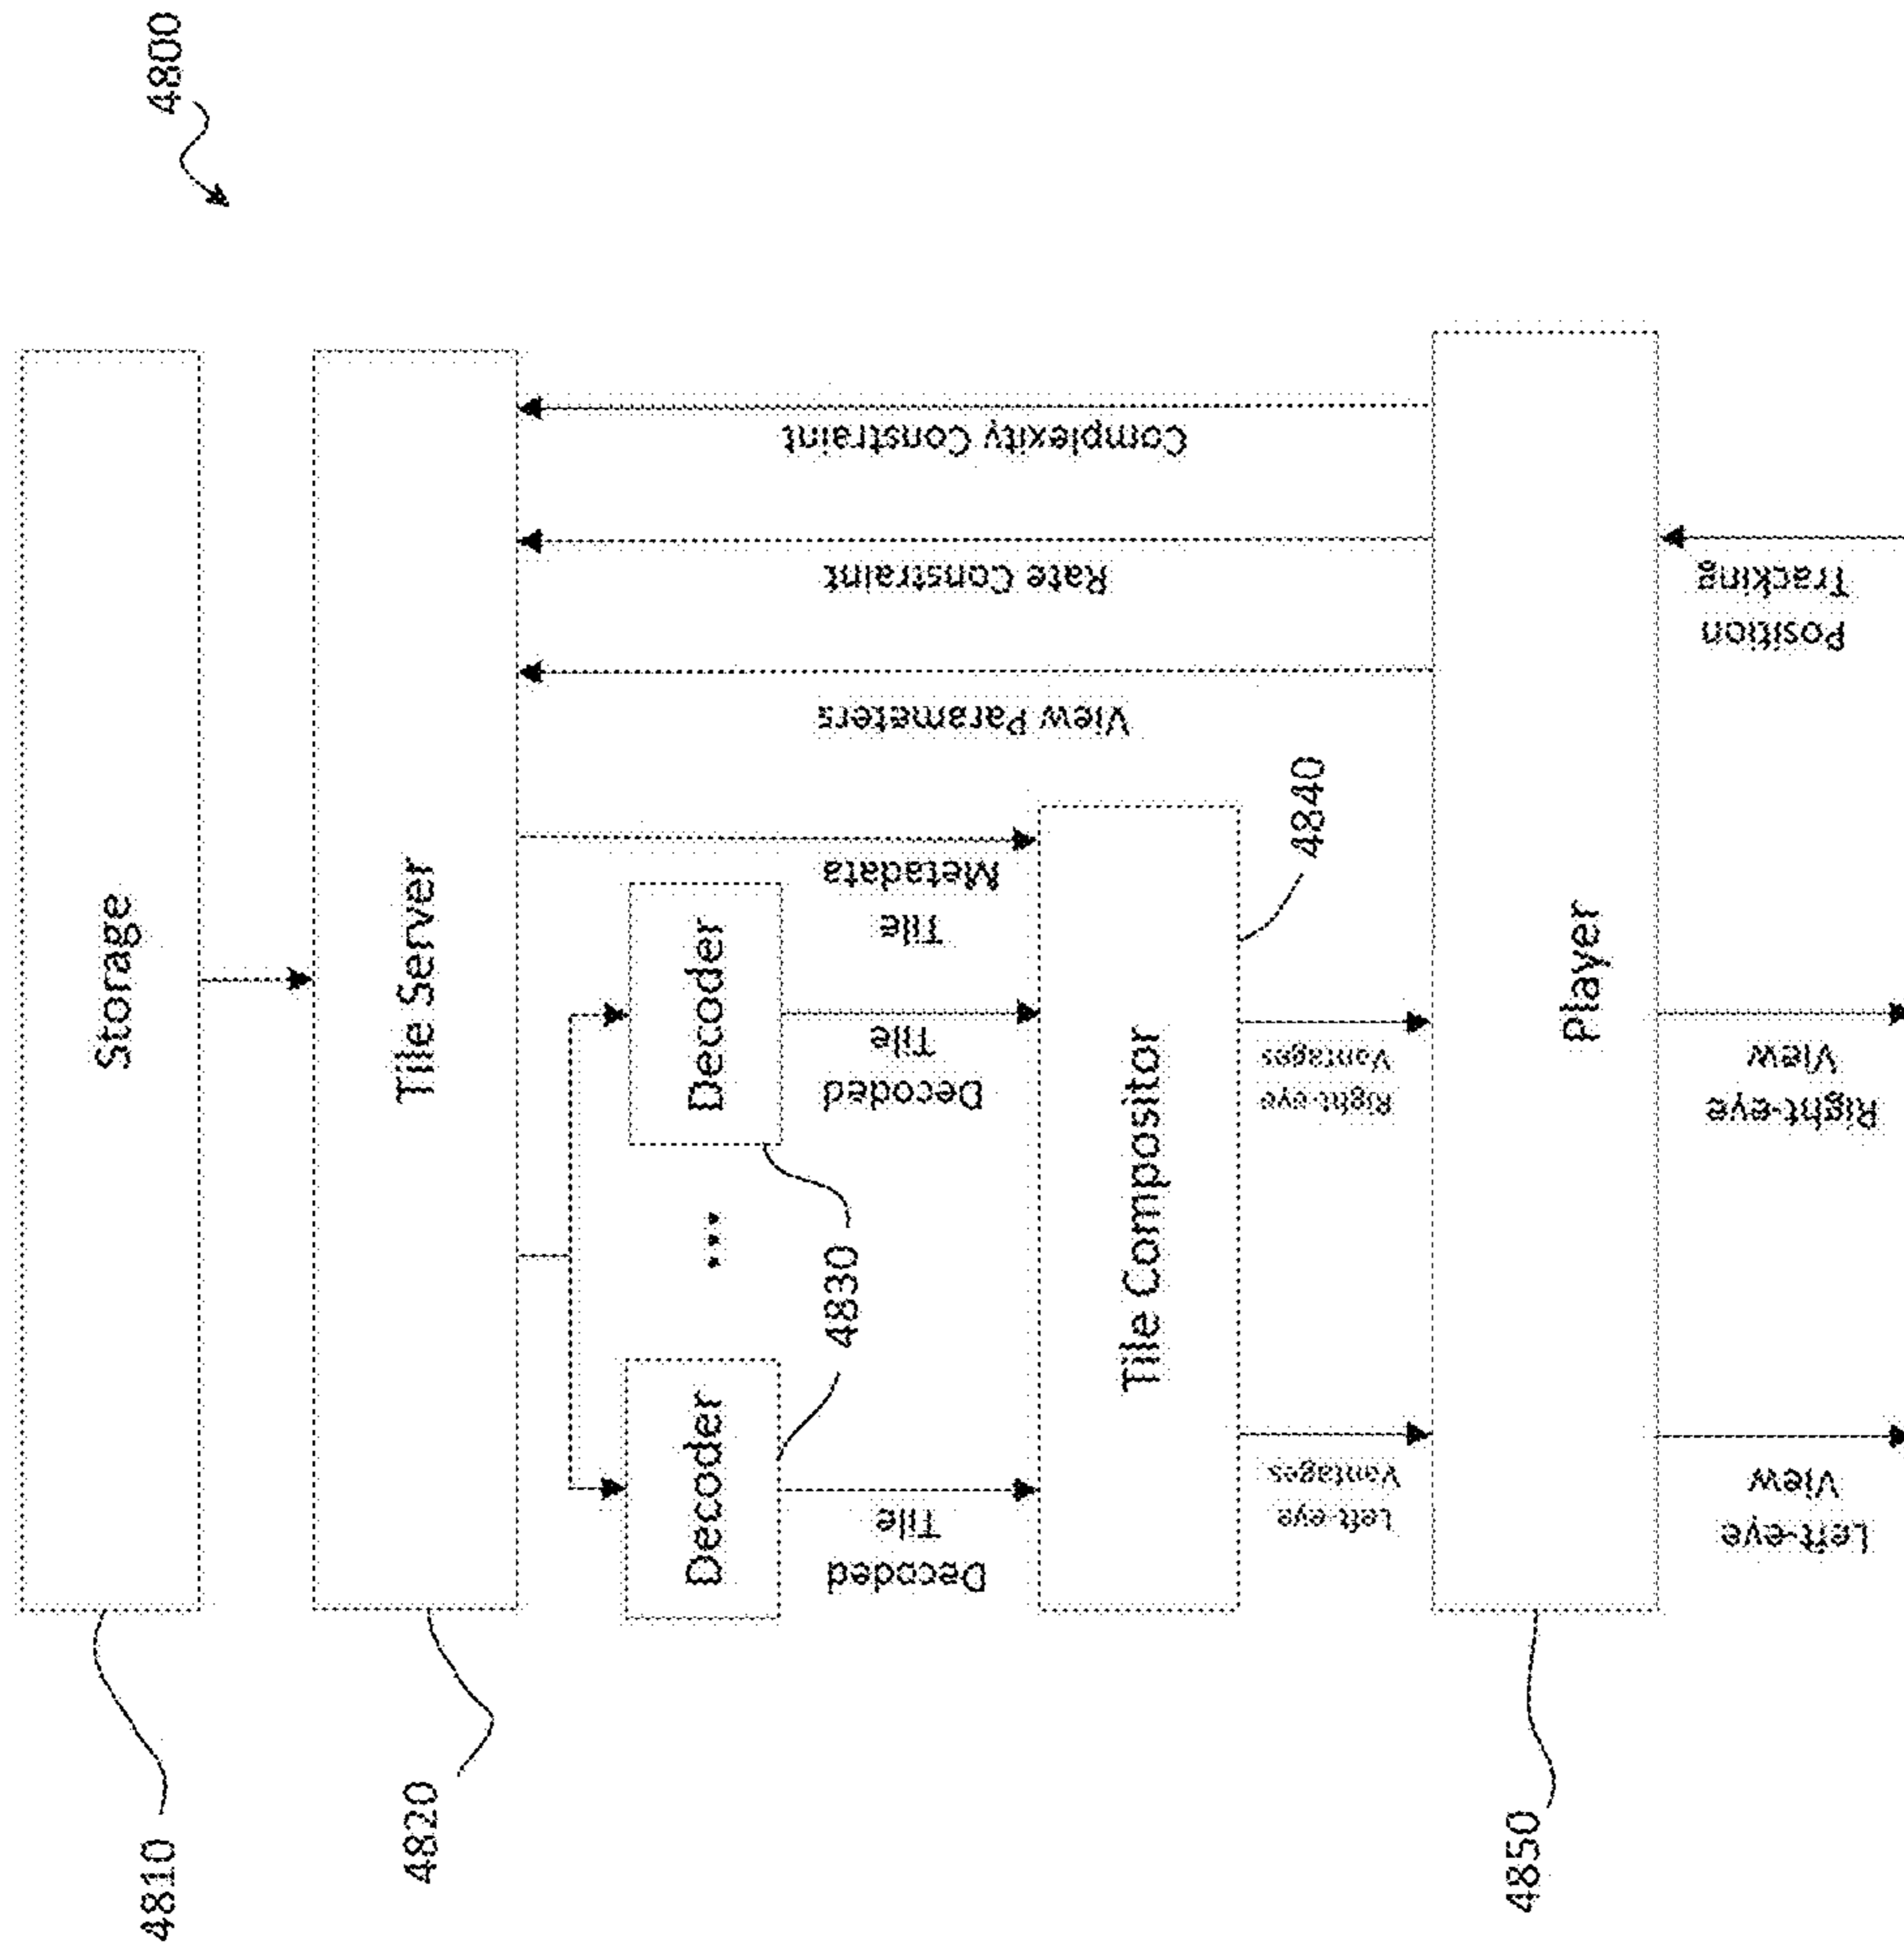 4800
4810
Storage
4820
Tile Server
Complexity Constraint
Rate Constraint
View Parameters
Tile
Metadata
Decoder
...
Decoder
4830
Decoded
Tile
Decoded
Tile
4840
Tile Compositor
Left-eye
Vantages
Right-eye
Vantages
4850
Player
Left-eye
View
Right-eye
View
Position
Tracking